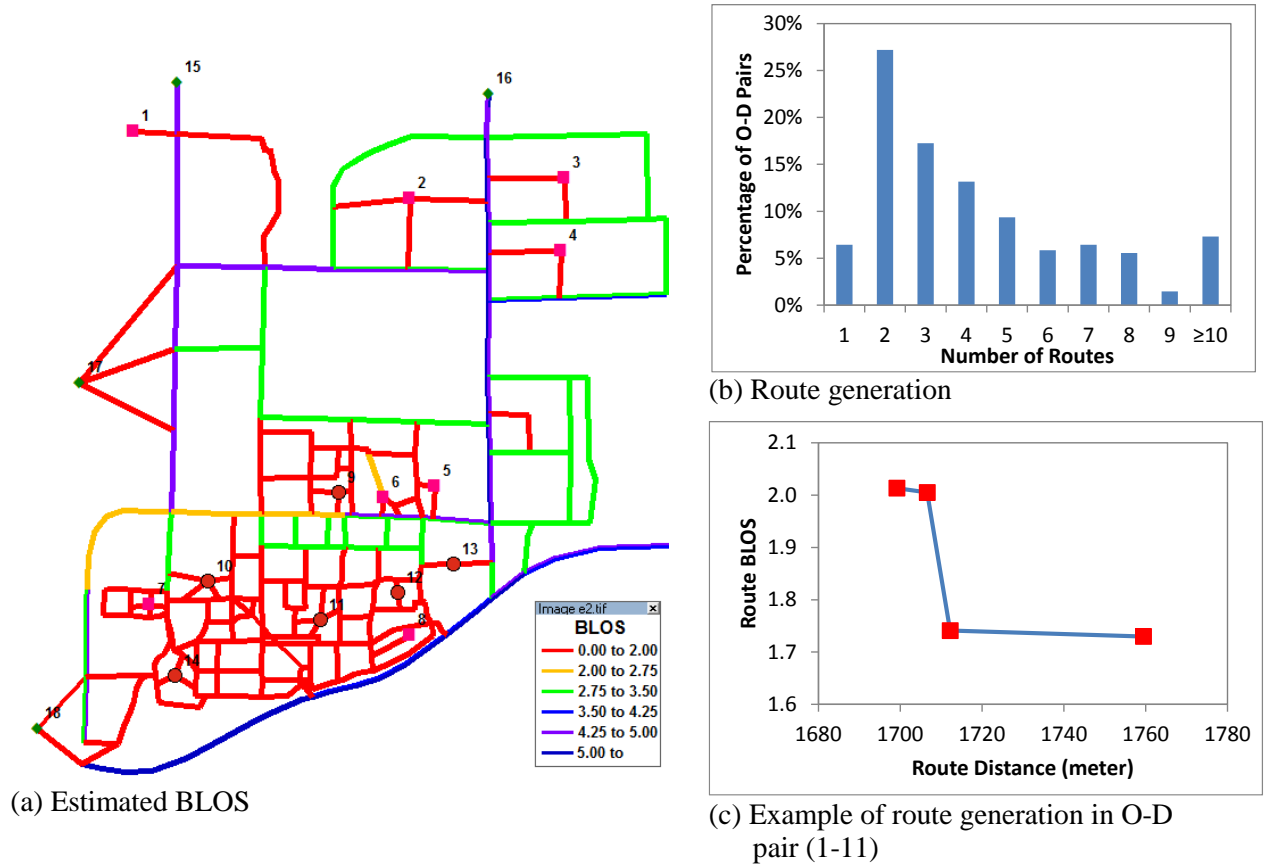 15
16
1
3
2
4
17
5
6
9
13
10
12
7
11
8
14
18
Image e2.tif x
BLOS
0.00 to 2.00
2.00 to 2.75
2.75 to 3.50
3.50 to 4.25
4.25 to 5.00
5.00 to
(a) Estimated BLOS
30%
25%
20%
15%
10%
5%
0%
Percentage of O-D Pairs
1 2 3 4 5 6 7 8 9 ≥10
Number of Routes
(b) Route generation
2.1
2.0
1.9
1.8
1.7
1.6
Route BLOS
1680 1700 1720 1740 1760 1780
Route Distance (meter)
(c) Example of route generation in O-D
pair (1-11)